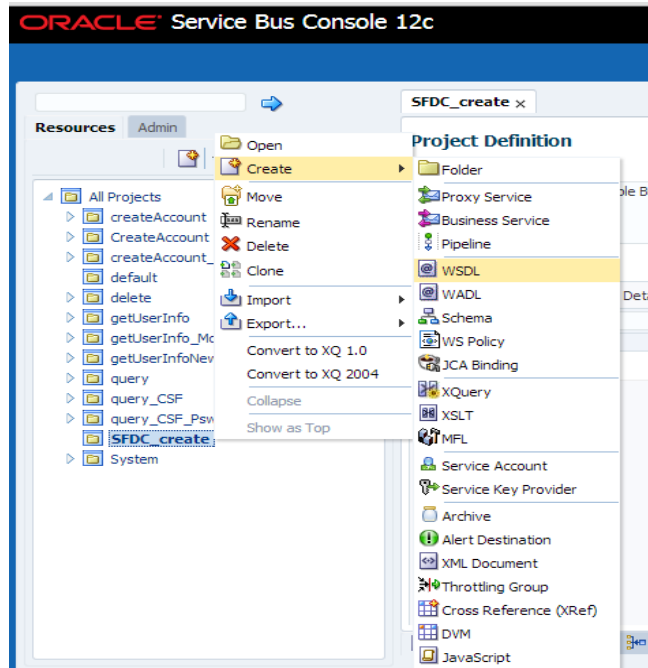 ORACLE Service Bus Console 12c
SFDC_create ×
Resources
Admin
Project Definition
All Projects
createAccount
CreateAccount
createAccount_
default
delete
getUserInfo
getUserInfo_Mo
getUserInfoNew
query
query_CSF
query_CSF_Psw
SFDC_create
System
Open
Create
Move
Rename
Delete
Clone
Import
Export...
Convert to XQ 1.0
Convert to XQ 2004
Collapse
Show as Top
Folder
Proxy Service
Business Service
Pipeline
WSDL
WADL
Schema
WS Policy
JCA Binding
XQuery
XSLT
MFL
Service Account
Service Key Provider
Archive
Alert Destination
XML Document
Throttling Group
Cross Reference (XRef)
DVM
JavaScript
ple B
Deta